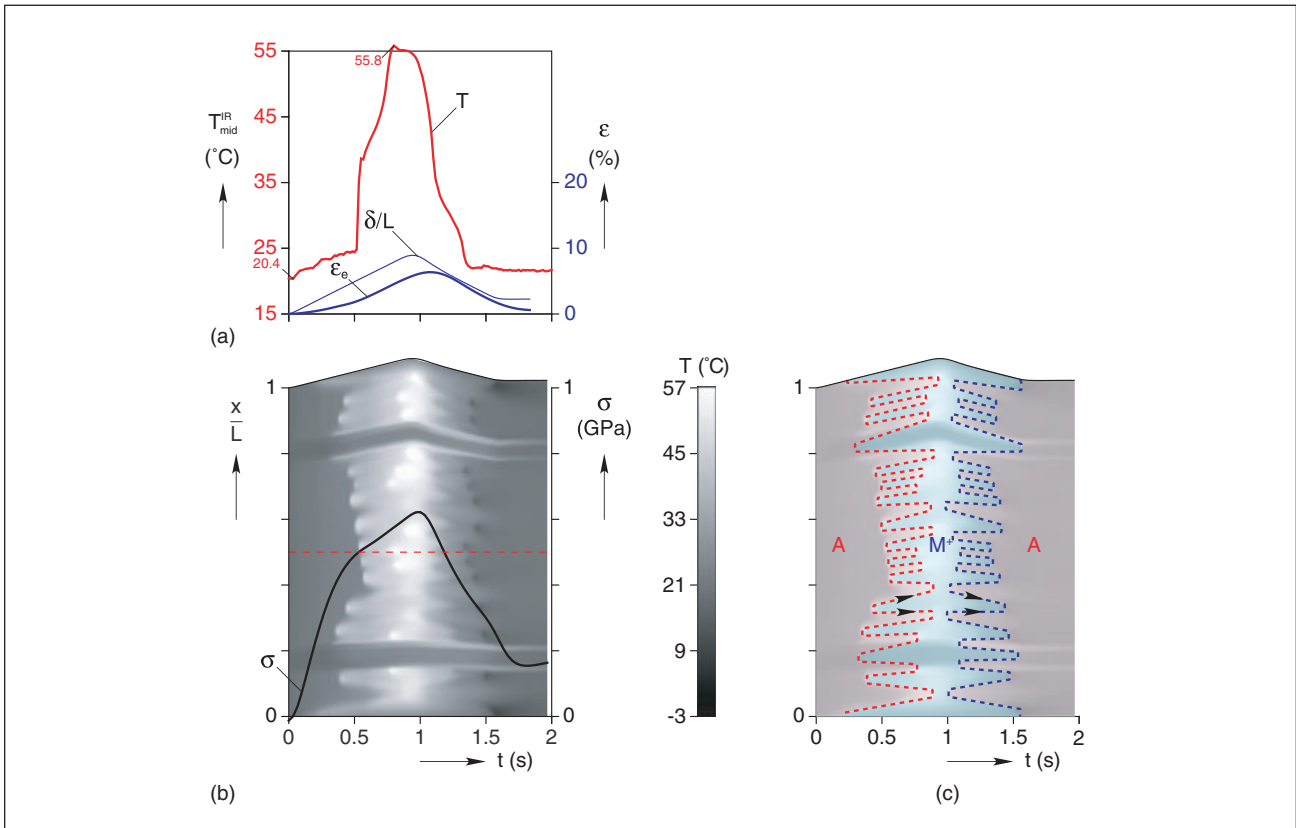 55
55.8
45
T
T_mid^IR
(°C)
ε
(%)
35
20
δ/L
25
10
20.4
ε_e
15
0
(a)
T (°C)
1
1
57
1
x
L
σ
(GPa)
45
33
A
M+
A
21
σ
9
0
0
-3
0
0
0.5
1
1.5
2
0
0.5
1
1.5
2
t (s)
t (s)
(b)
(c)